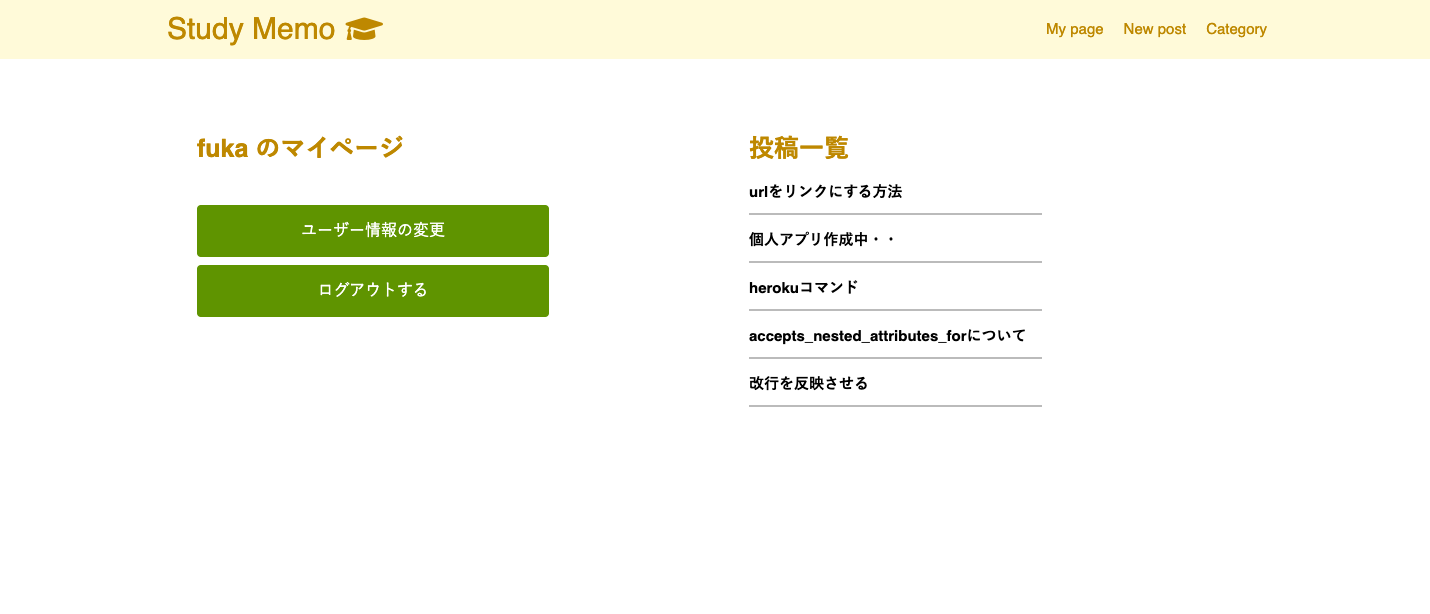 Study Memo
My page New post Category
fuka のマイページ
ユーザー情報の変更
ログアウトする
投稿一覧
urlをリンクにする方法
個人アプリ作成中・・
herokuコマンド
accepts_nested_attributes_forについて
改行を反映させる